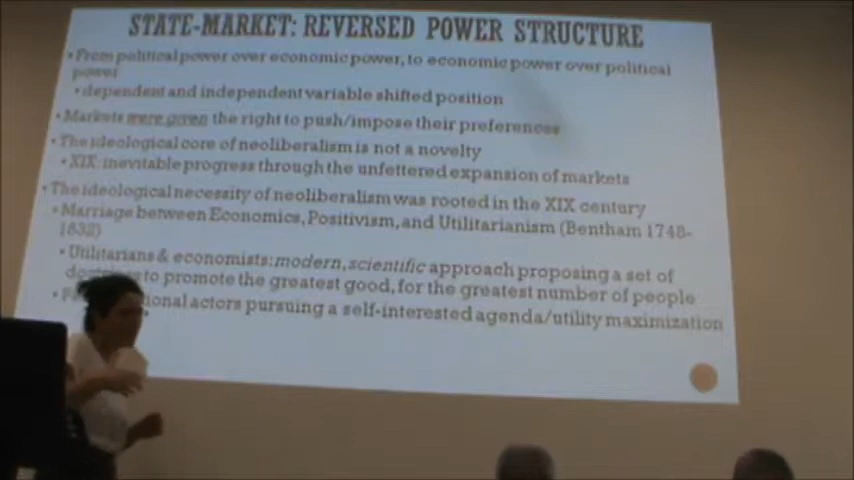 STATE-MARKET: REVERSED POWER STRUCTURE
• From political power over economic power, to economic power over political
power
• dependent and independent variable shifted position
• Markets were given the right to push/impose their preferences
• The ideological core of neoliberalism is not a novelty
• XIX: inevitable progress through the unfettered expansion of markets
• The ideological necessity of neoliberalism was rooted in the XIX century
• Marriage between Economics, Positivism, and Utilitarianism (Bentham 1748-
1832)
• Utilitarians & economists: modern, scientific approach proposing a set of
doctrines to promote the greatest good, for the greatest number of people
• actors pursuing a self-interested agenda/utility maximization